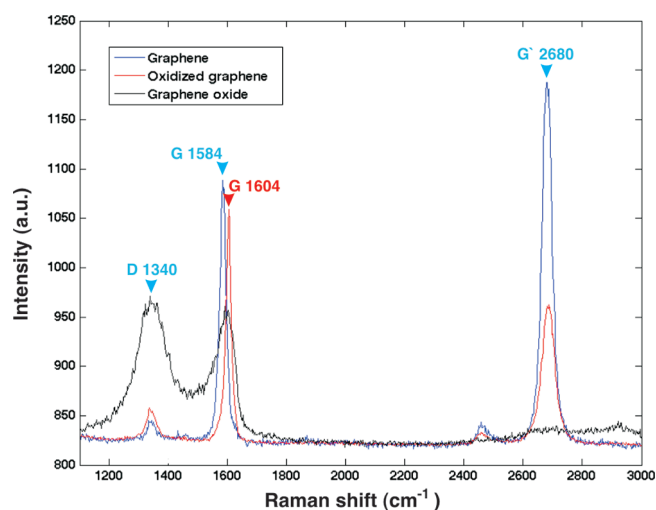 G` 2680
Graphene
Oxidized graphene
Graphene oxide
G 1584
G 1604
D 1340
Intensity (a.u.)
1250
1200
1150
1100
1050
1000
950
900
850
800
1200 1400 1600 1800 2000 2200 2400 2600 2800 3000
Raman shift (cm⁻¹)